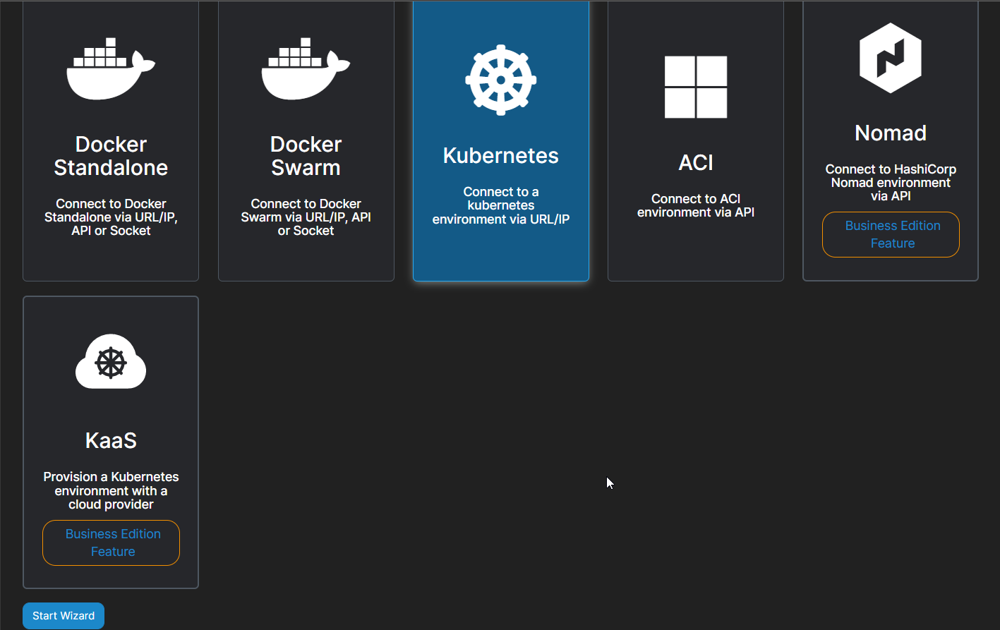 Docker
Standalone
Connect to Docker
Standalone via URL/IP,
API or Socket
Docker
Swarm
Connect to Docker
Swarm via URL/IP, API
or Socket
Kubernetes
Connect to a
kubernetes
environment via URL/IP
ACI
Connect to ACI
environment via API
Nomad
Connect to HashiCorp
Nomad environment
via API
Business Edition
Feature
KaaS
Provision a Kubernetes
environment with a
cloud provider
Business Edition
Feature
Start Wizard